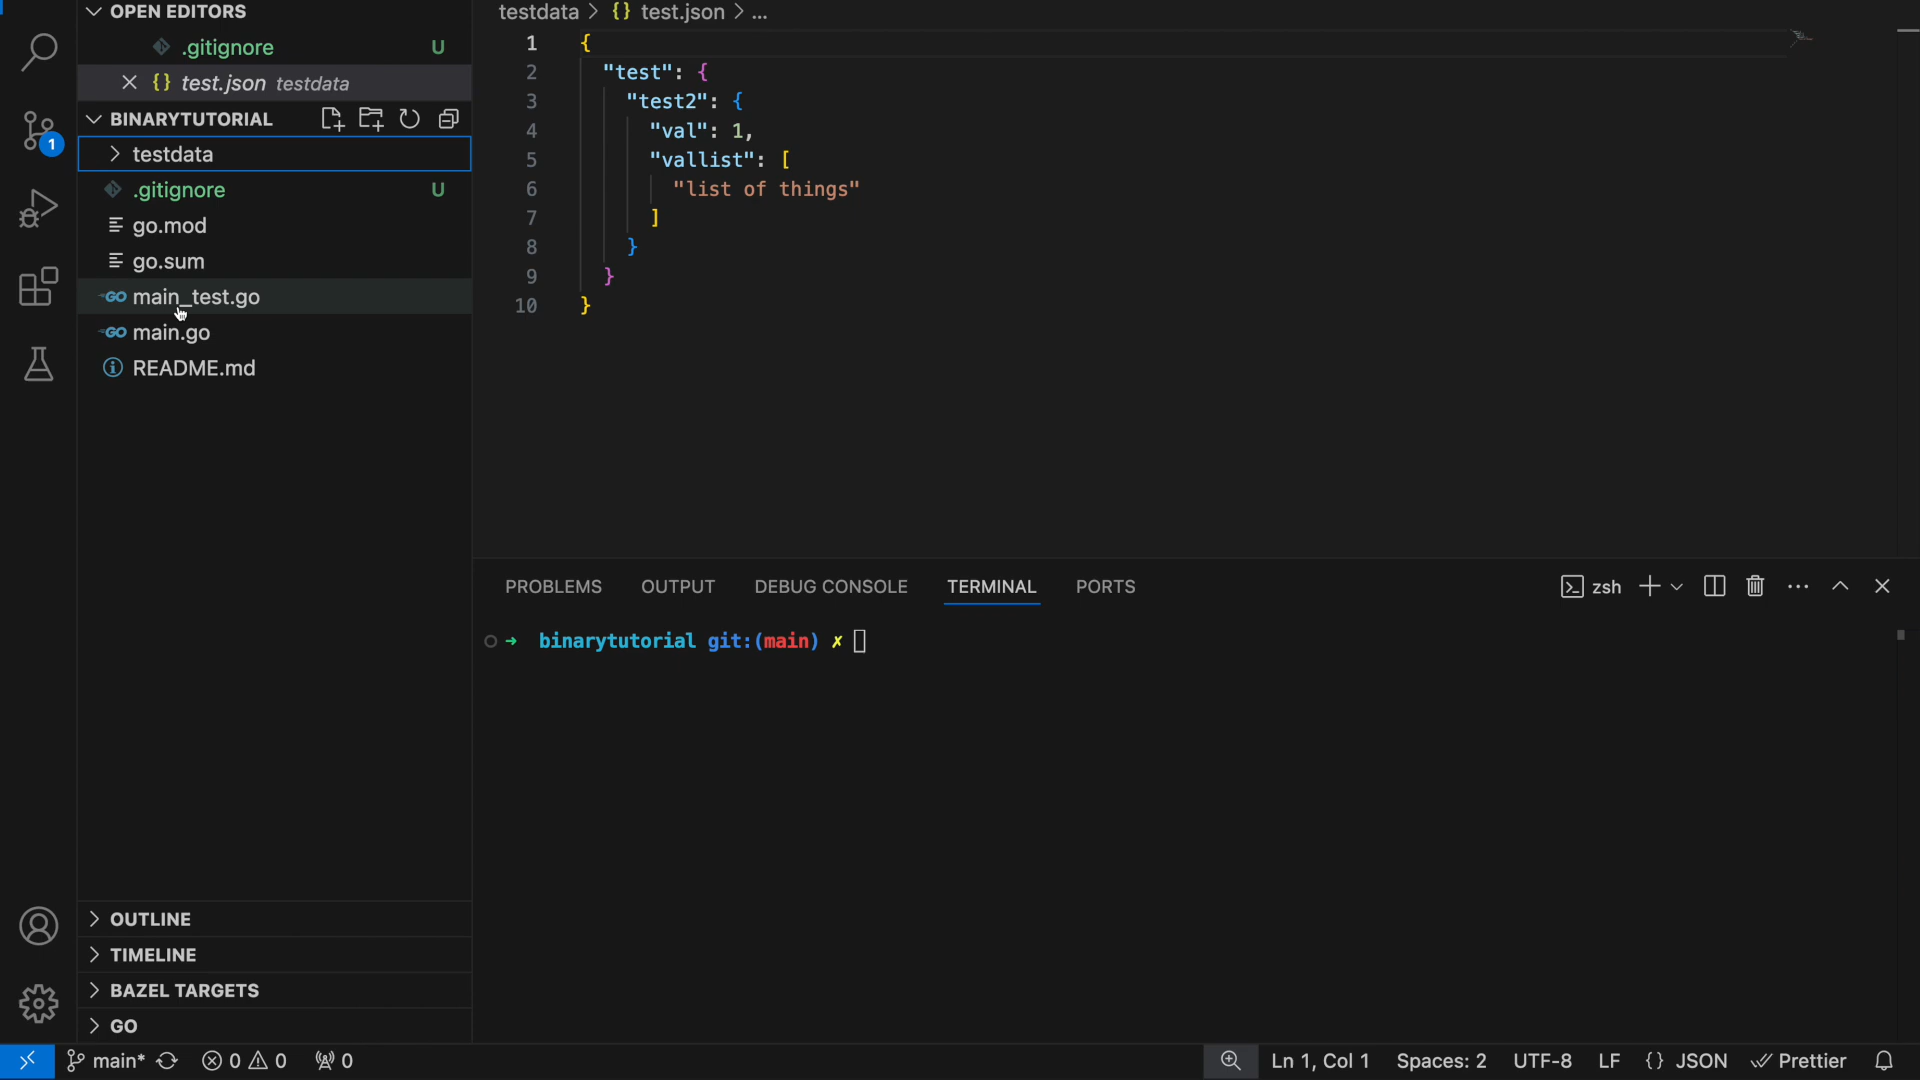 OPEN EDITORS
.gitignore U
test.json testdata
BINARYTUTORIAL
testdata
.gitignore U
go.mod
go.sum
GO main_test.go
GO main.go
README.md
OUTLINE
TIMELINE
BAZEL TARGETS
GO
1
testdata > {} test.json > ...
1 {
2 "test": {
3 "test2": {
4 "val": 1,
5 "vallist": [
6 "list of things"
7 ]
8 }
9 }
10 }
PROBLEMS OUTPUT DEBUG CONSOLE TERMINAL PORTS
zsh
binarytutorial git:(main) ✗
main* 0 0 0
Ln 1, Col 1 Spaces: 2 UTF-8 LF {} JSON Prettier